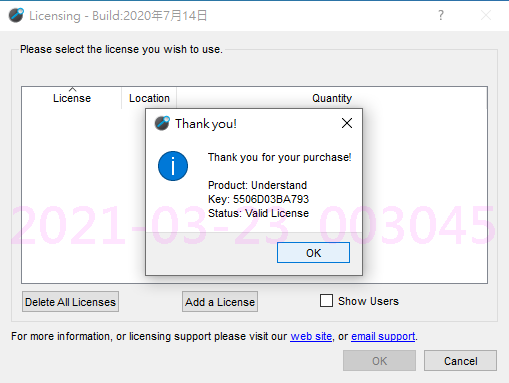 Licensing - Build:2020年7月14日
?
Please select the license you wish to use.
License Location Quantity
Thank you!
Thank you for your purchase!
Product: Understand
Key: 5506D03BA793
Status: Valid License
OK
2021-03-23_003045
Delete All Licenses Add a License Show Users
For more information, or licensing support please visit our web site, or email support.
OK Cancel